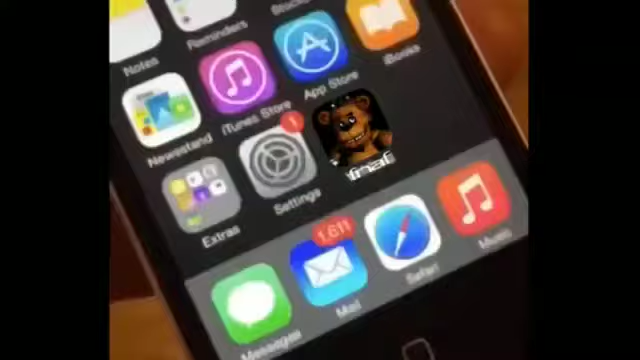 Notes
Reminders
iTunes Store
App Store
iBooks
Newsstand
Extras
1
Settings
fnaf
Messages
1,611
Mail
Safari
Music